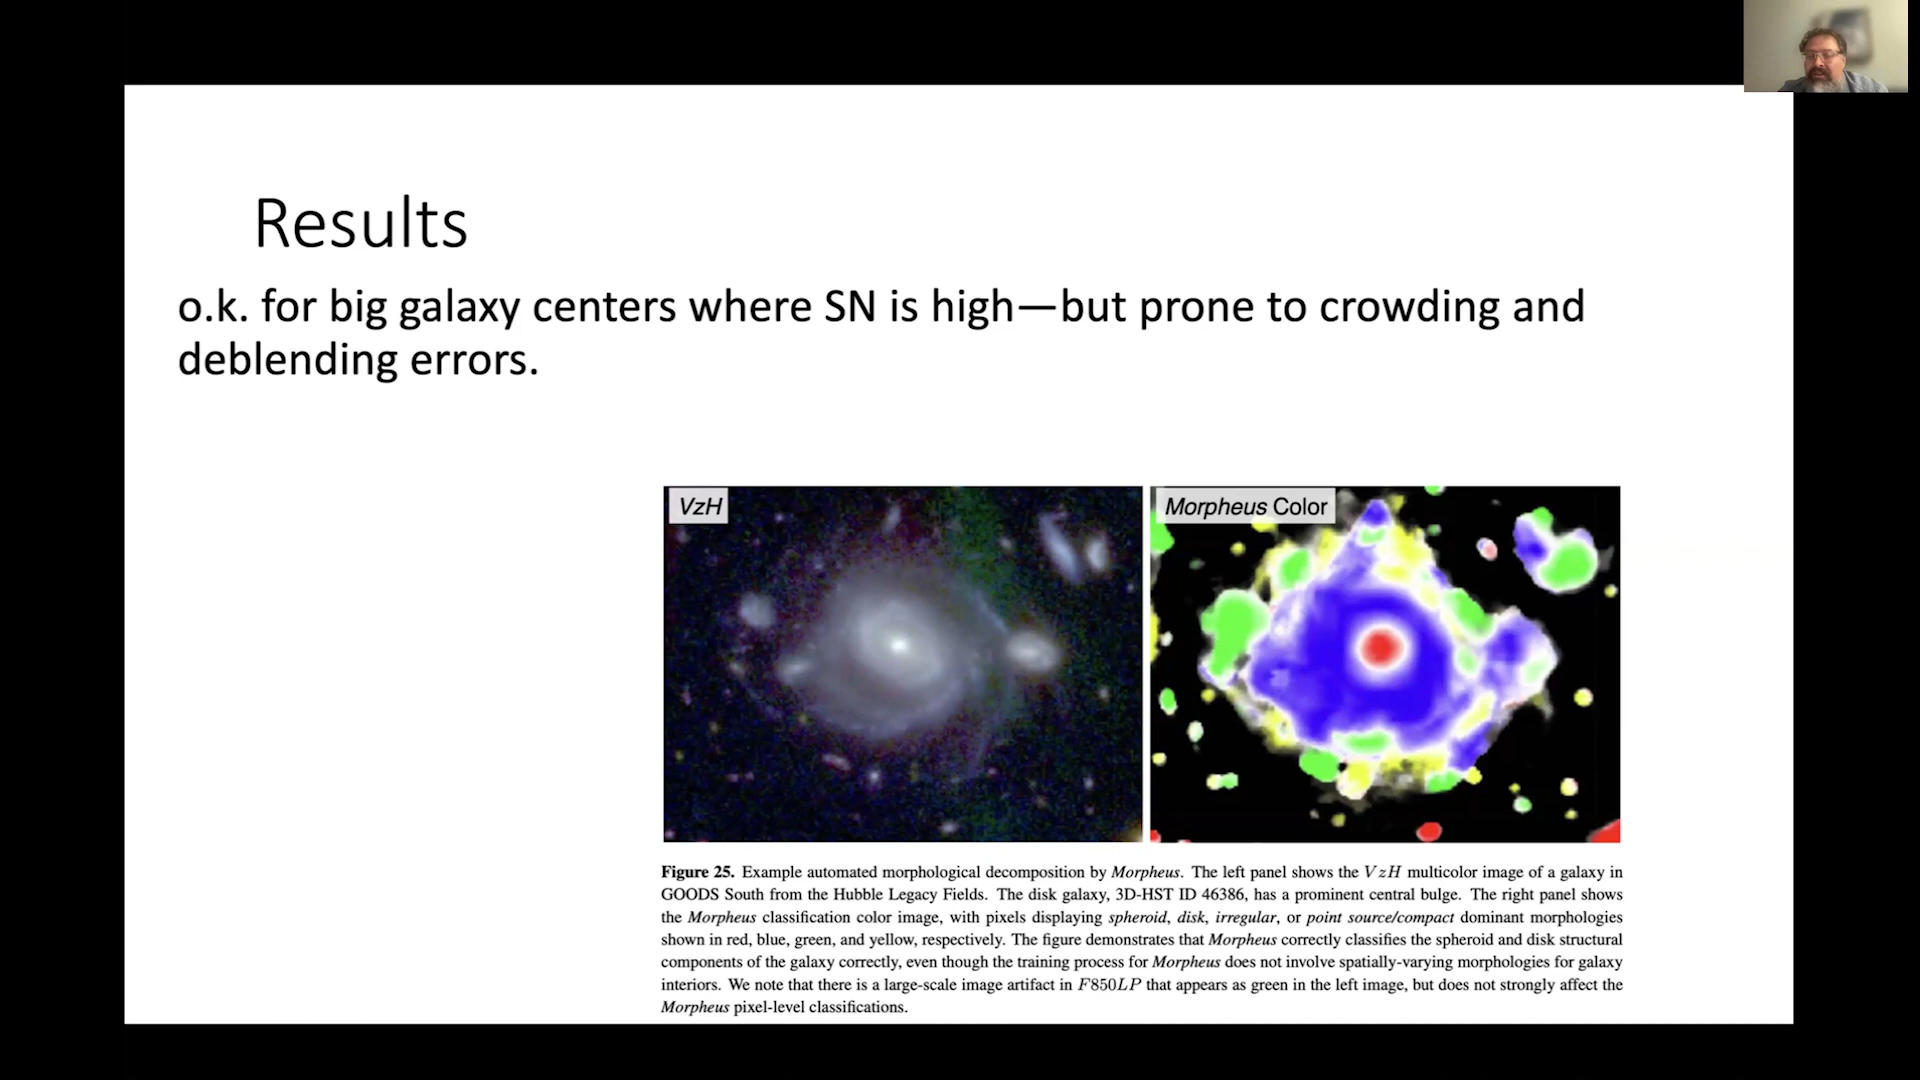 Results
o.k. for big galaxy centers where SN is high—but prone to crowding and
deblending errors.
VzH
Morpheus Color
Figure 25. Example automated morphological decomposition by Morpheus. The left panel shows the VzH multicolor image of a galaxy in
GOODS South from the Hubble Legacy Fields. The disk galaxy, 3D-HST ID 46386, has a prominent central bulge. The right panel shows
the Morpheus classification color image, with pixels displaying spheroid, disk, irregular, or point source/compact dominant morphologies
shown in red, blue, green, and yellow, respectively. The figure demonstrates that Morpheus correctly classifies the spheroid and disk structural
components of the galaxy correctly, even though the training process for Morpheus does not involve spatially-varying morphologies for galaxy
interiors. We note that there is a large-scale image artifact in F850LP that appears as green in the left image, but does not strongly affect the
Morpheus pixel-level classifications.